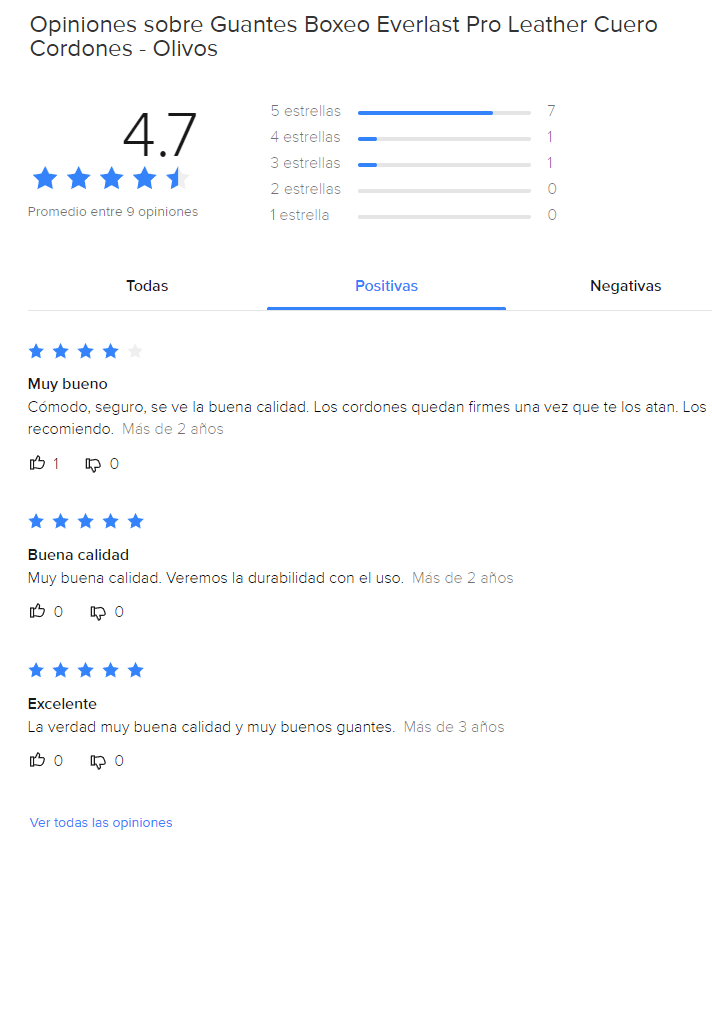 Opiniones sobre Guantes Boxeo Everlast Pro Leather Cuero
Cordones - Olivos
4.7
Promedio entre 9 opiniones
5 estrellas 7
4 estrellas 1
3 estrellas 1
2 estrellas 0
1 estrella 0
Todas Positivas Negativas
Muy bueno
Cómodo, seguro, se ve la buena calidad. Los cordones quedan firmes una vez que te los atan. Los
recomiendo. Más de 2 años
1 0
Buena calidad
Muy buena calidad. Veremos la durabilidad con el uso. Más de 2 años
0 0
Excelente
La verdad muy buena calidad y muy buenos guantes. Más de 3 años
0 0
Ver todas las opiniones